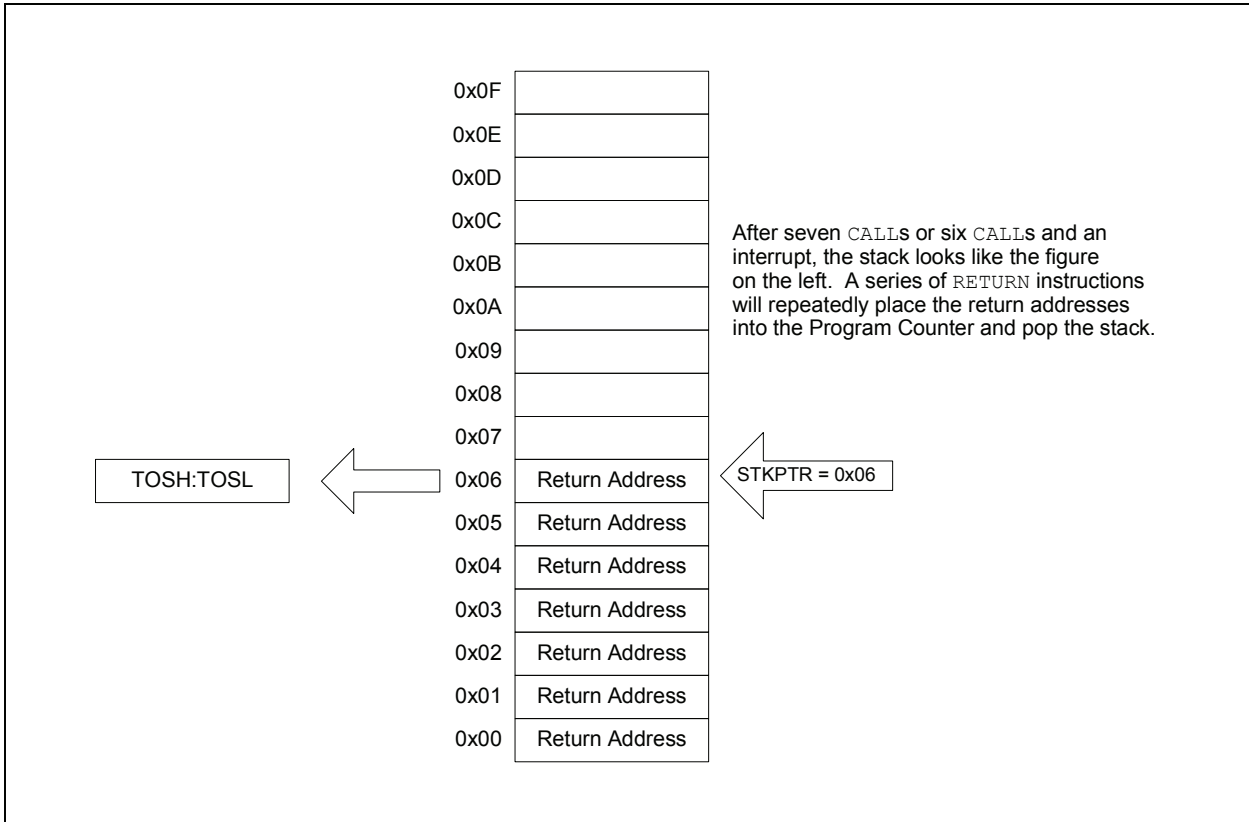 0x0F
0x0E
0x0D
0x0C
0x0B
0x0A
0x09
0x08
0x07
After seven CALLs or six CALLs and an
interrupt, the stack looks like the figure
on the left. A series of RETURN instructions
will repeatedly place the return addresses
into the Program Counter and pop the stack.
TOSH:TOSL
0x06 Return Address
STKPTR = 0x06
0x05 Return Address
0x04 Return Address
0x03 Return Address
0x02 Return Address
0x01 Return Address
0x00 Return Address